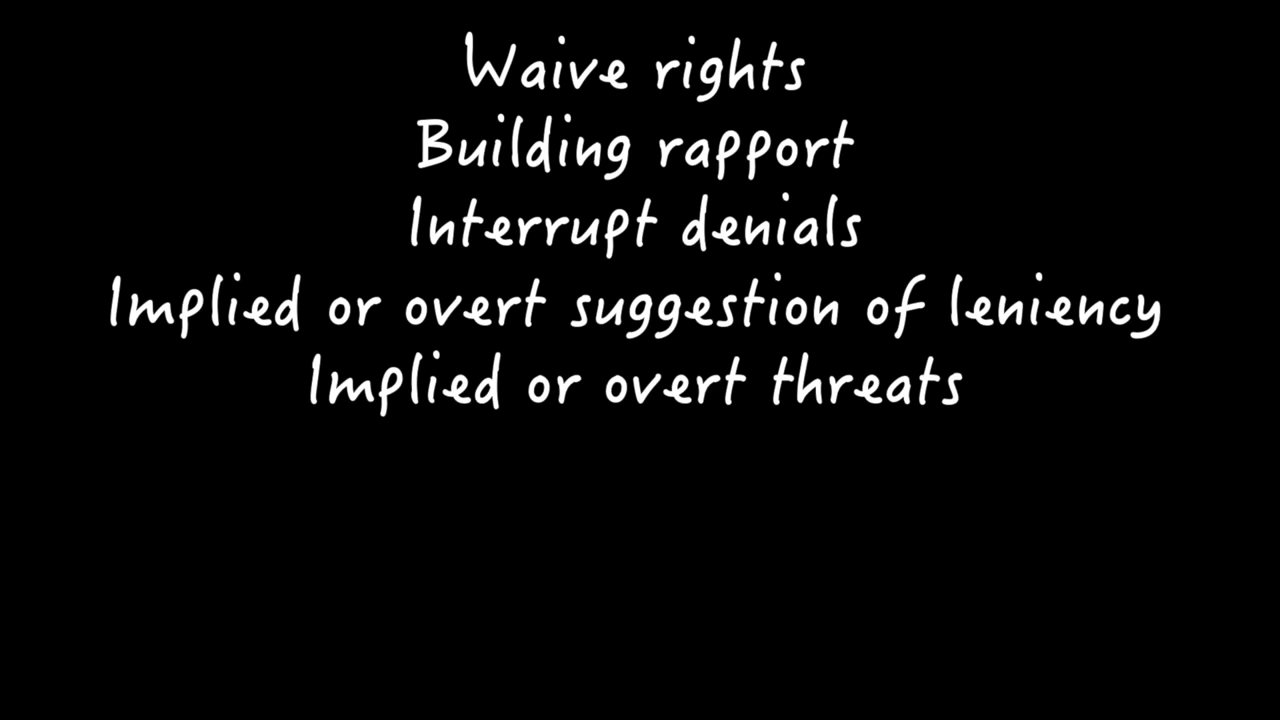 Waive rights
Building rapport
Interrupt denials
Implied or overt suggestion of leniency
Implied or overt threats